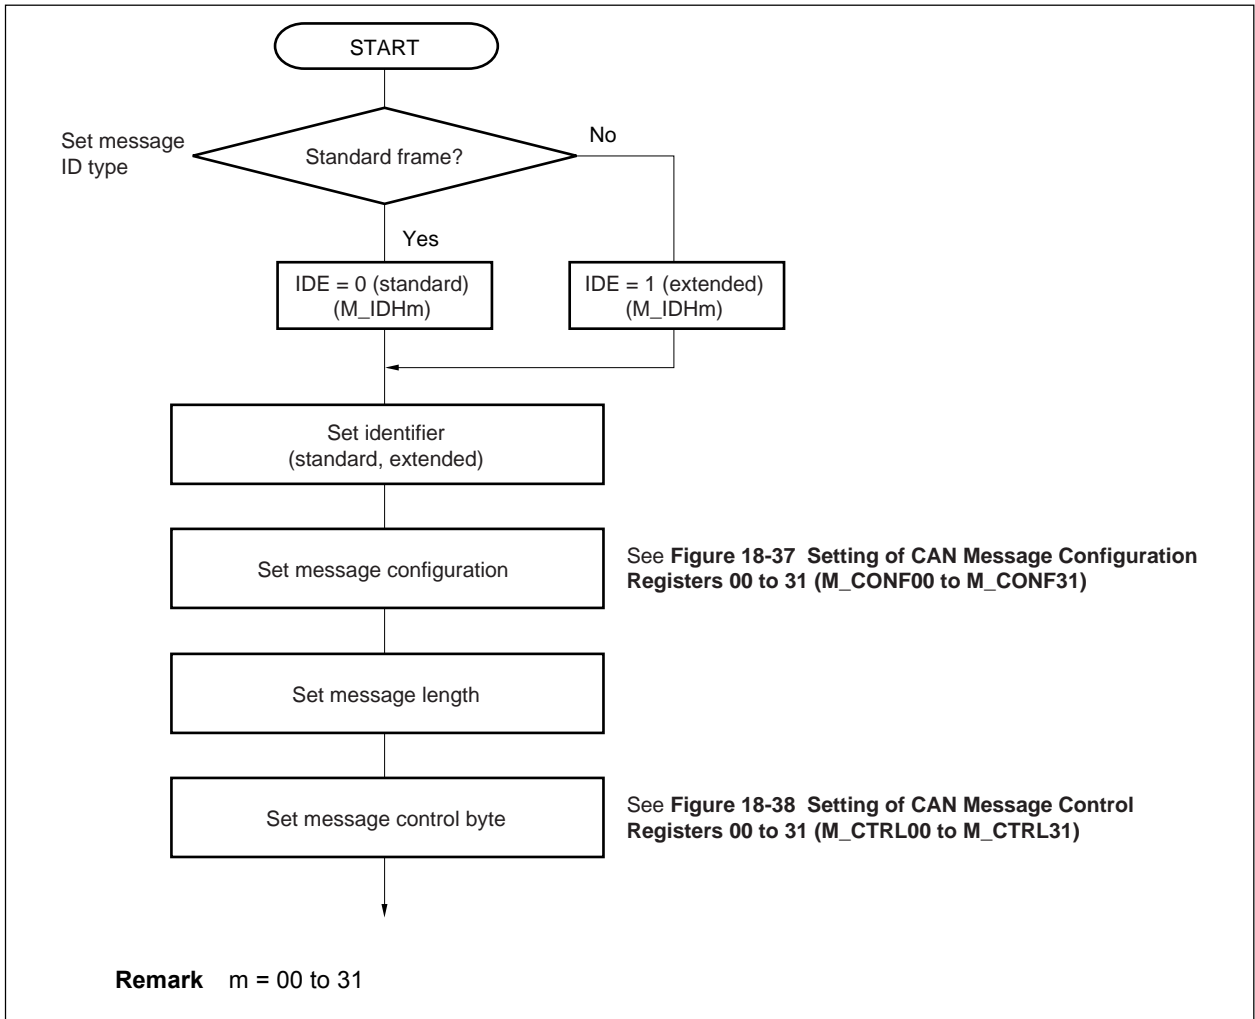 START
Set message
ID type
Standard frame?
No
Yes
IDE = 0 (standard)
(M_IDHm)
IDE = 1 (extended)
(M_IDHm)
Set identifier
(standard, extended)
Set message configuration
See Figure 18-37 Setting of CAN Message Configuration
Registers 00 to 31 (M_CONF00 to M_CONF31)
Set message length
Set message control byte
See Figure 18-38 Setting of CAN Message Control
Registers 00 to 31 (M_CTRL00 to M_CTRL31)
Remark m = 00 to 31